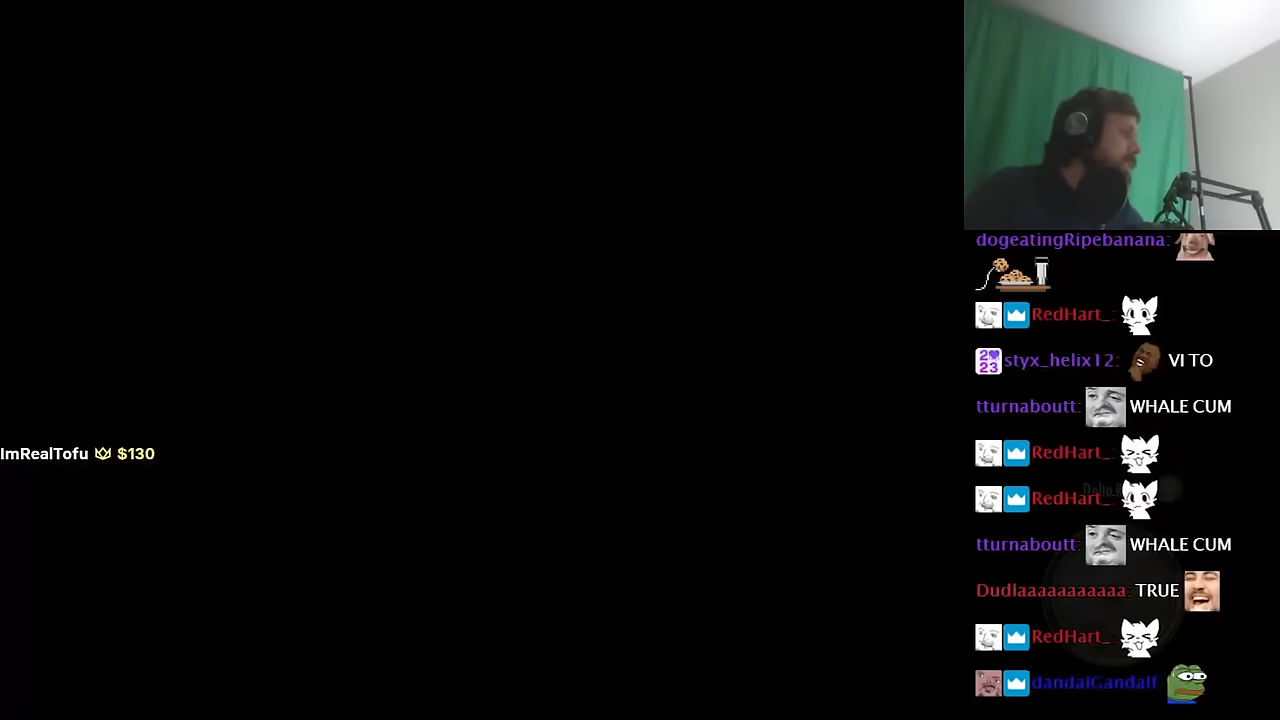 dogeatingRipebanana:
RedHart_:
2023 styx_helix12: VI TO
tturnaboutt: WHALE CUM
ImRealTofu $130
RedHart_:
RedHart_:
tturnaboutt: WHALE CUM
Dudlaaaaaaaaaaa: TRUE
RedHart_:
dandalGandalf